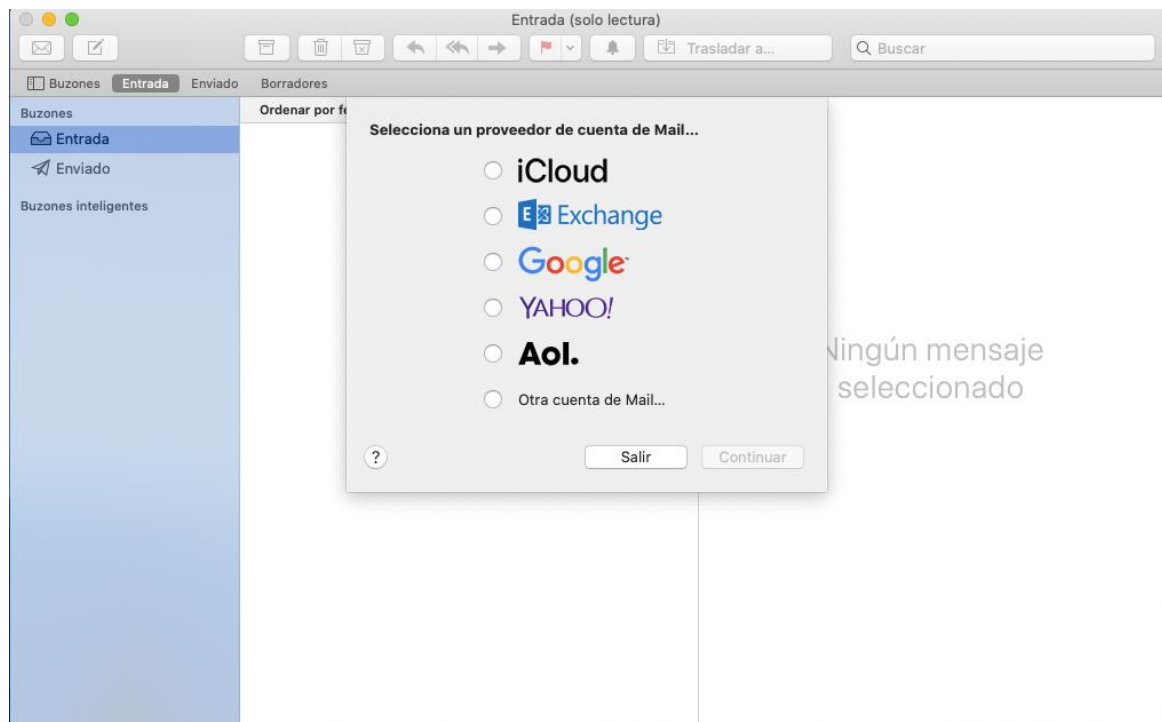 Entrada (solo lectura)
Trasladar a...
Buscar
Buzones Entrada Enviado Borradores
Buzones
Entrada
Enviado
Buzones inteligentes
Ordenar por fe
Selecciona un proveedor de cuenta de Mail...
iCloud
E Exchange
Google
YAHOO!
Aol.
Otra cuenta de Mail...
? Salir Continuar
Ningún mensaje
seleccionado